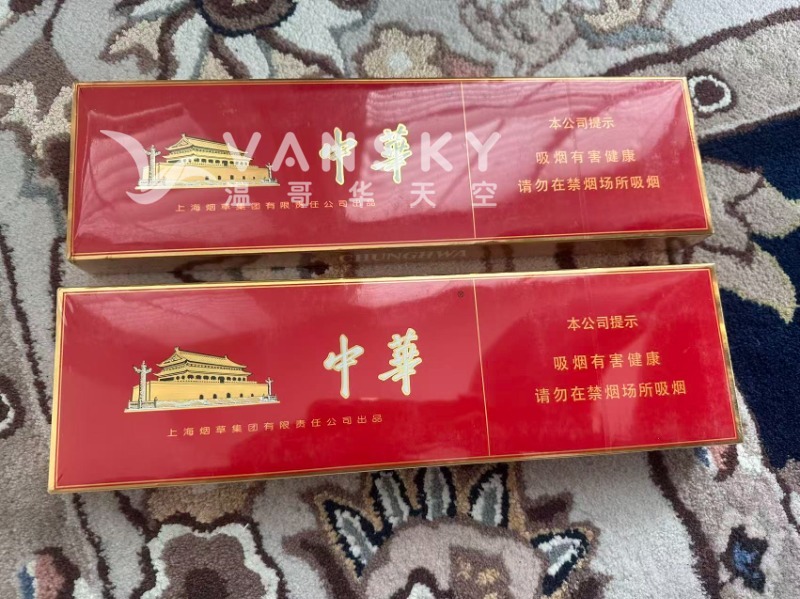 VANSKY
温哥华天空
中華
上海烟草集团有限责任公司出品
本公司提示
吸烟有害健康
请勿在禁烟场所吸烟
CHUNGHWA
中華
上海烟草集团有限责任公司出品
本公司提示
吸烟有害健康
请勿在禁烟场所吸烟